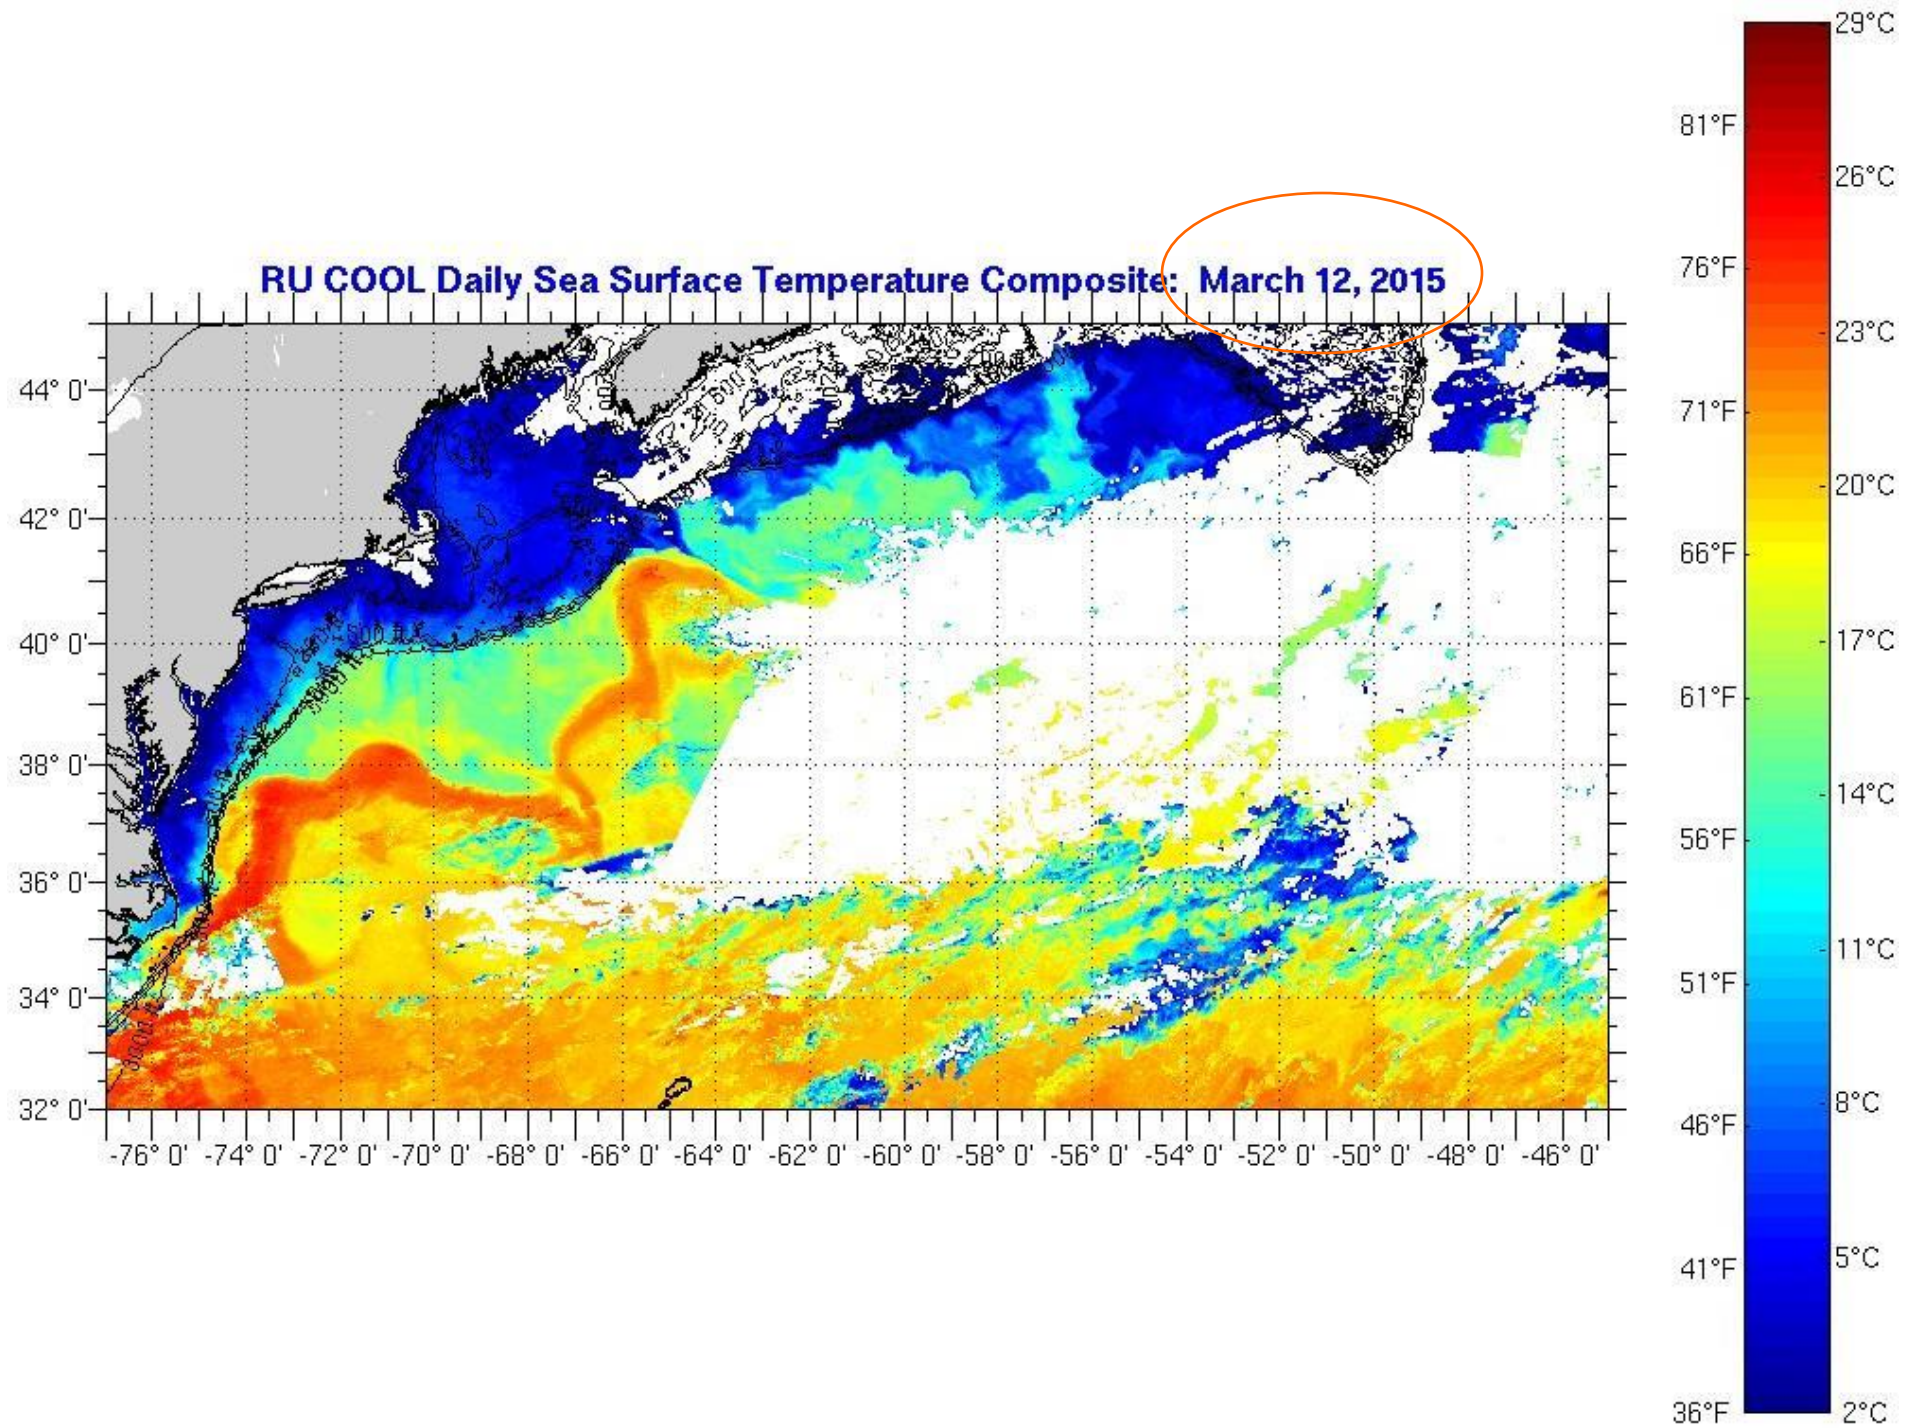 RU COOL Daily Sea Surface Temperature Composite: March 12, 2015
44° 0'
42° 0'
40° 0'
38° 0'
36° 0'
34° 0'
32° 0'
-76° 0' -74° 0' -72° 0' -70° 0' -68° 0' -66° 0' -64° 0' -62° 0' -60° 0' -58° 0' -56° 0' -54° 0' -52° 0' -50° 0' -48° 0' -46° 0'
29°C
81°F
26°C
76°F
23°C
71°F
20°C
66°F
17°C
61°F
14°C
56°F
11°C
51°F
8°C
46°F
5°C
41°F
36°F
2°C